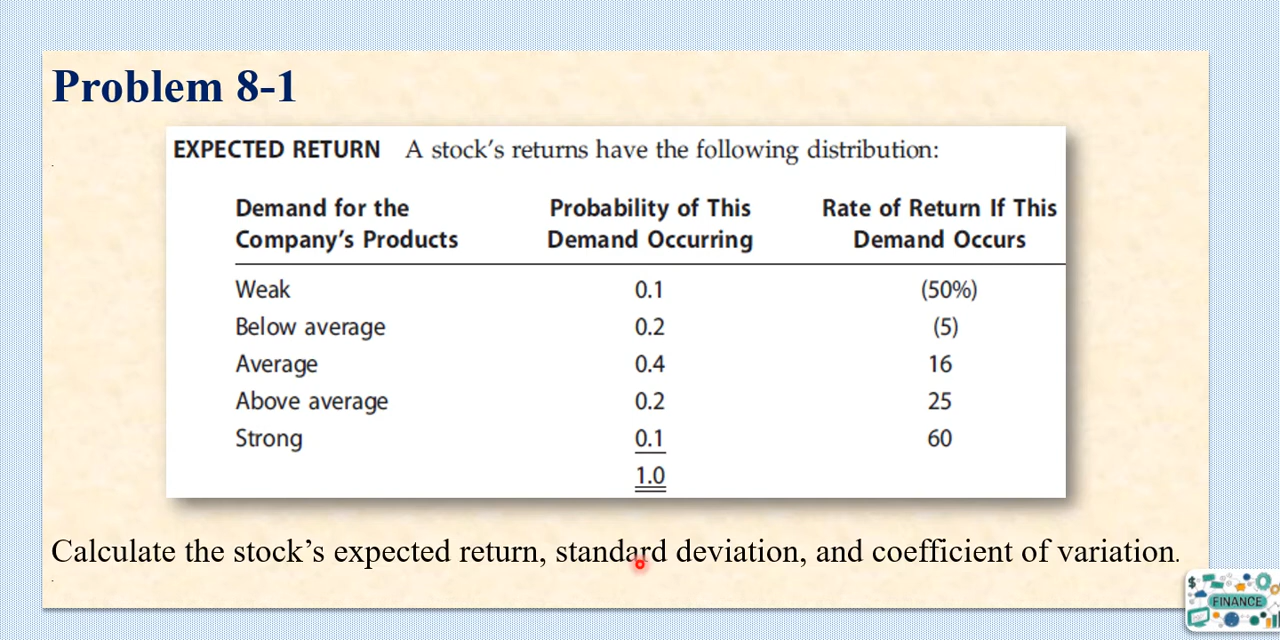 Problem 8-1
EXPECTED RETURN A stock's returns have the following distribution:
Demand for the Probability of This Rate of Return If This
Company's Products Demand Occurring Demand Occurs
Weak 0.1 (50%)
Below average 0.2 (5)
Average 0.4 16
Above average 0.2 25
Strong 0.1 60
1.0
Calculate the stock's expected return, standard deviation, and coefficient of variation.
$ FINANCE